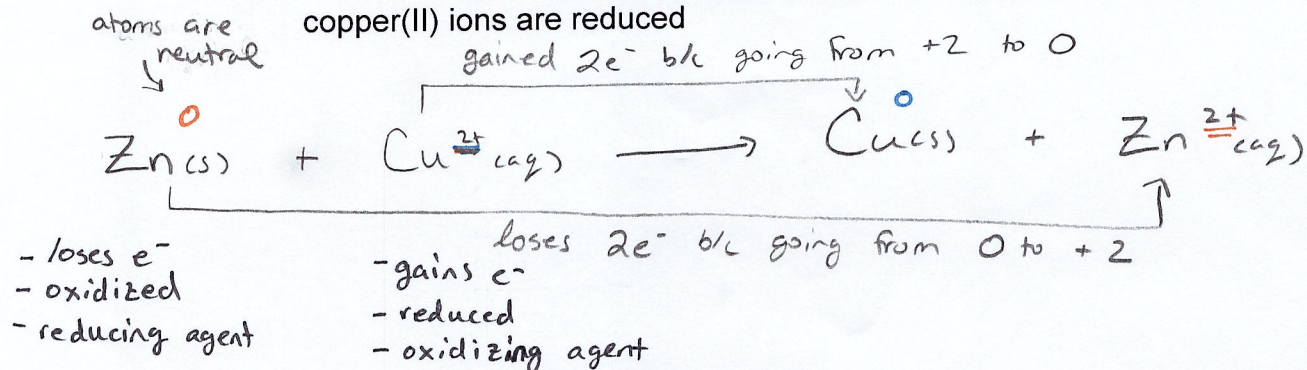 atoms are neutral
copper(II) ions are reduced
gained 2e⁻ b/c going from +2 to 0
0 0
Zn(s) + Cu²⁺(aq) → Cu(s) + Zn²⁺(aq)
loses 2e⁻ b/c going from 0 to +2
- loses e⁻
- oxidized
- reducing agent
- gains e⁻
- reduced
- oxidizing agent